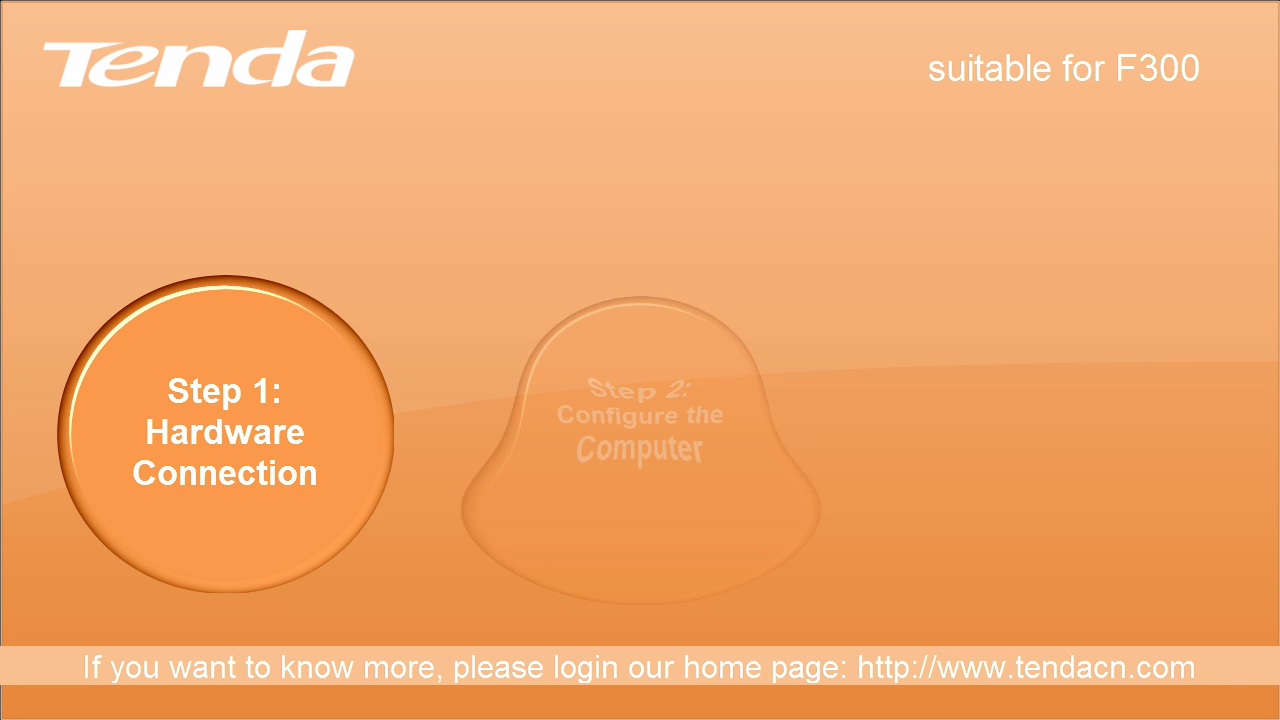 Tenda
suitable for F300
Step 1:
Hardware
Connection
Step 2:
Configure the
Computer
If you want to know more, please login our home page: http://www.tendacn.com